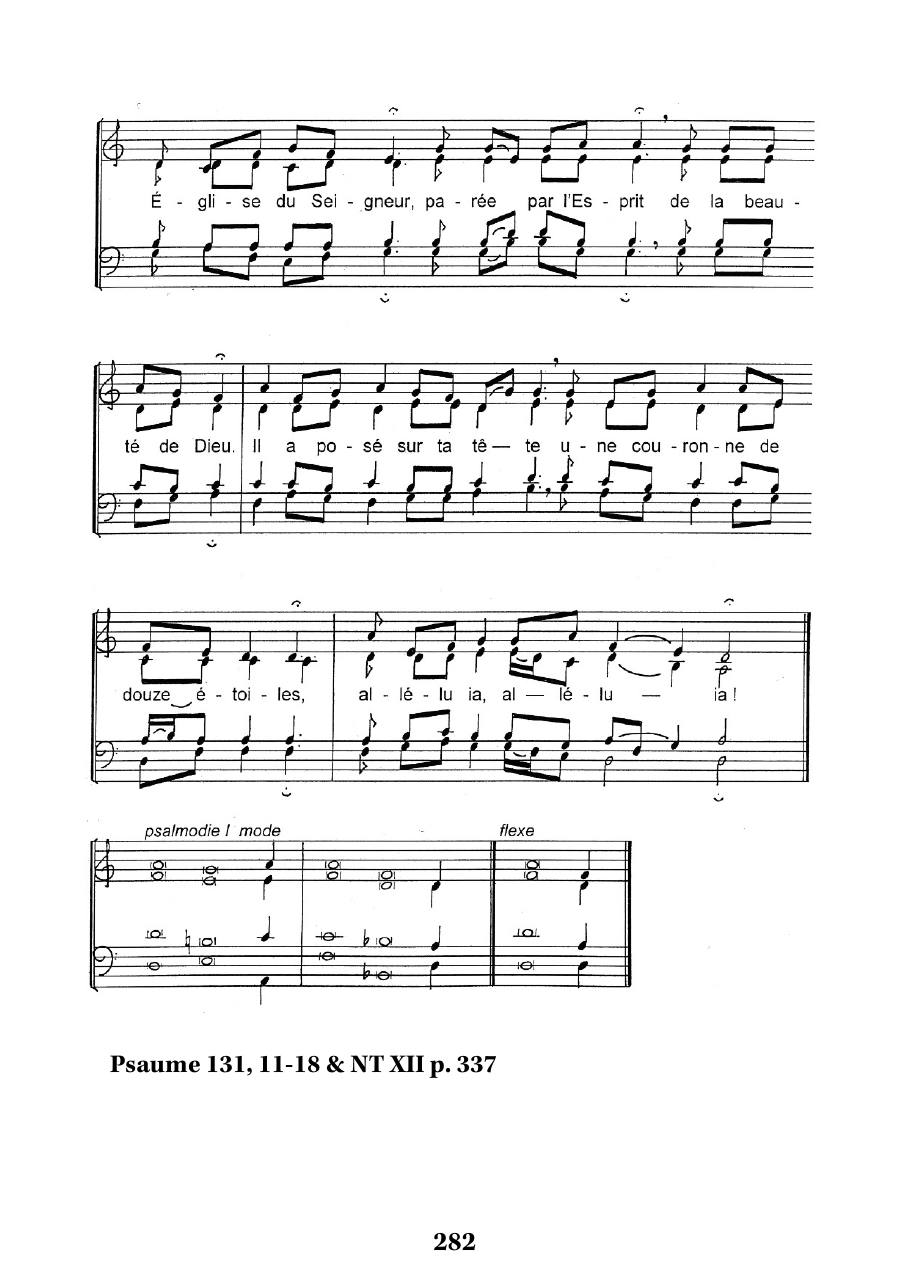 É - gli - se du Sei - gneur, pa - rée par l'Es - prit de la beau -
té de Dieu. Il a po - sé sur ta tê — te u - ne cou - ron - ne de
douze é - toi - les, al - lé - lu ia, al — lé - lu — ia !
psalmodie I mode flexe
Psaume 131, 11-18 & NT XII p. 337
282